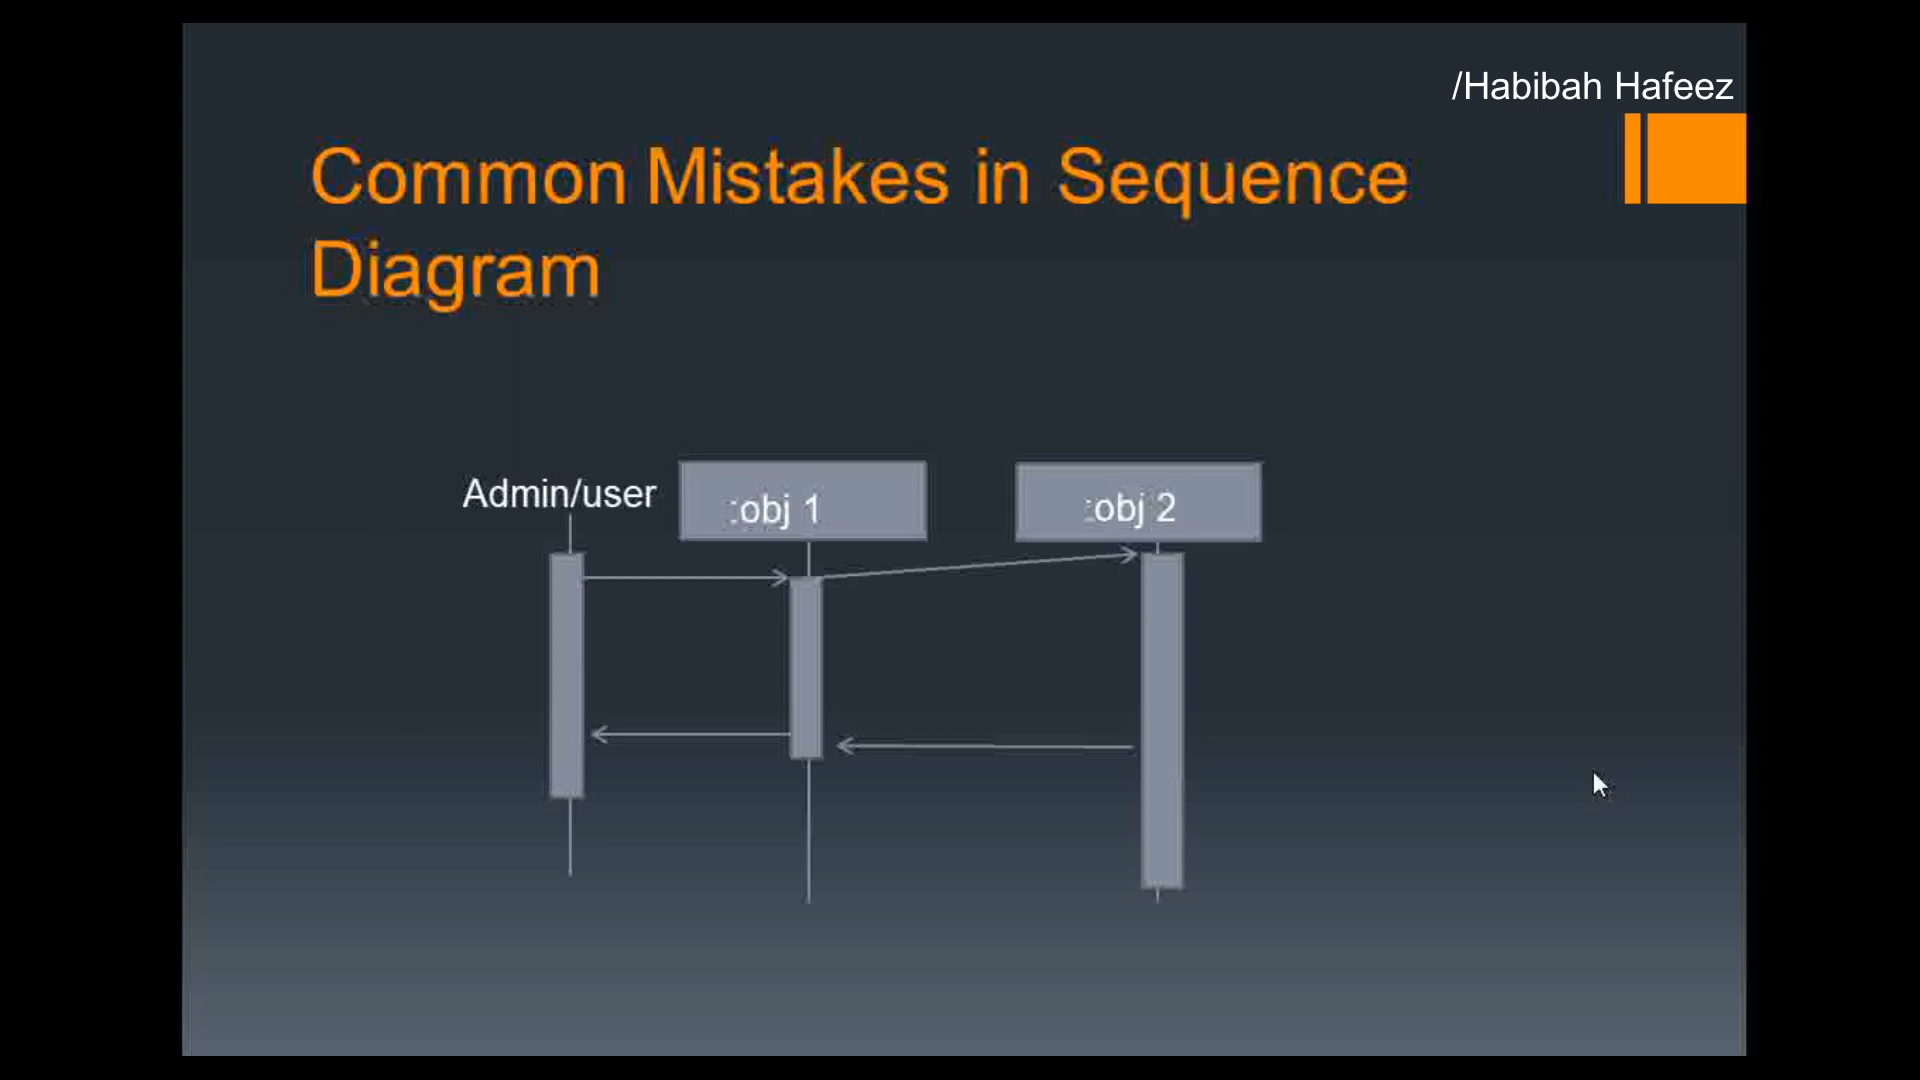 /Habibah Hafeez
Common Mistakes in Sequence
Diagram
Admin/user
:obj 1
:obj 2